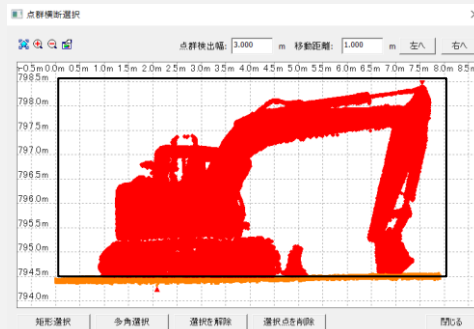 点群横断選択
点群検出幅: 3.000 m 移動距離: 1.000 m 左へ 右へ
-0.5m 0.0m 0.5m 1.0m 1.5m 2.0m 2.5m 3.0m 3.5m 4.0m 4.5m 5.0m 5.5m 6.0m 6.5m 7.0m 7.5m 8.0m 8.5m
798.5m
798.0m
797.5m
797.0m
796.5m
796.0m
795.5m
795.0m
794.5m
794.0m
矩形選択 多角選択 選択を解除 選択点を削除 閉じる